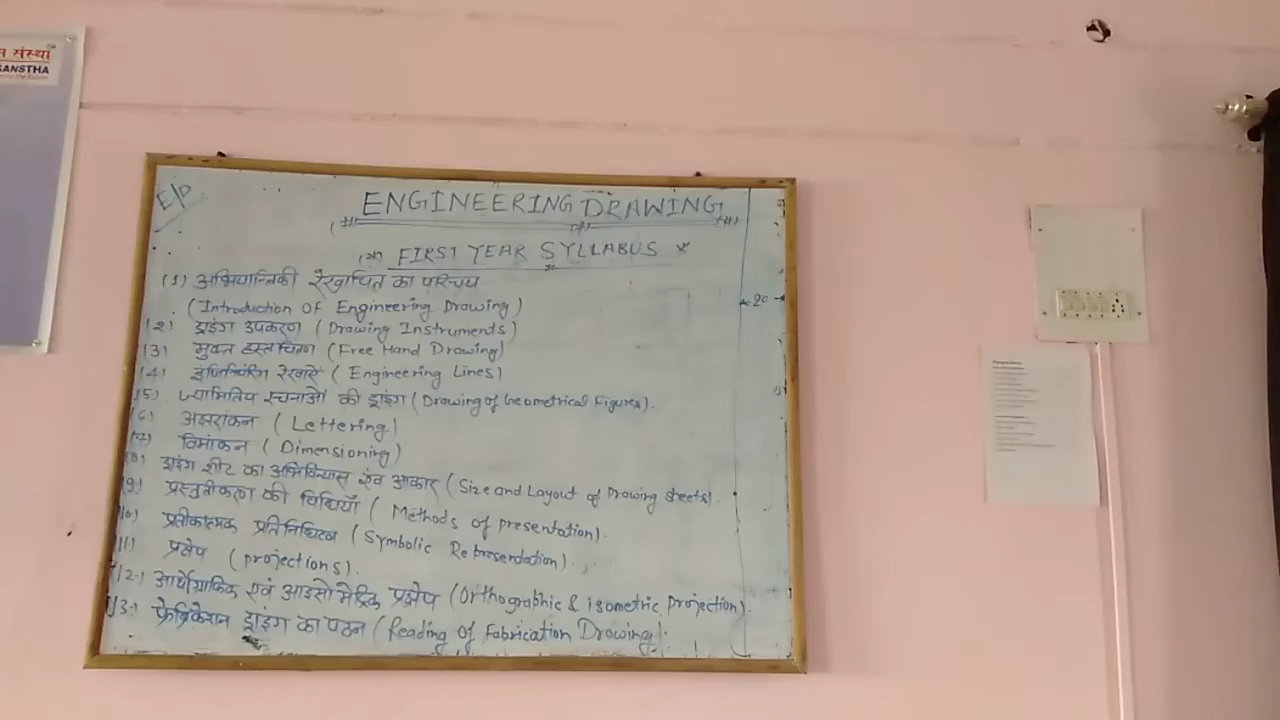 संस्था
SANSTHA
E/D
ENGINEERING DRAWING
FIRST YEAR SYLLABUS
(1) अभियान्त्रिकी रेखाचित्र का परिचय
(Introduction OF Engineering Drawing)
(2) ड्राइंग उपकरण (Drawing Instruments)
(3) मुक्त हस्त चित्रण (Free Hand Drawing)
(4) इंजिनियरिंग रेखाएं (Engineering Lines)
(5) ज्यामितिय रचनाओं की ड्राइंग (Drawing of Geometrical Figures).
(6) अक्षरांकन (Lettering)
(7) विमांकन (Dimensioning)
(8) ड्राइंग शीट का अभिविन्यास एंव आकार (Size and Layout of Drawing sheets).
(9) प्रस्तुतीकरण की विधियाँ (Methods of presentation).
(10) प्रतीकात्मक प्रतिनिधित्व (Symbolic Representation).
(11) प्रक्षेप (projections).
(12.) आर्थोग्राफिक एवं आइसोमेट्रिक प्रक्षेप (Orthographic & isometric projection).
(13.) फेब्रिकेशन ड्राइंग का पठन (Reading of Fabrication Drawing).
20